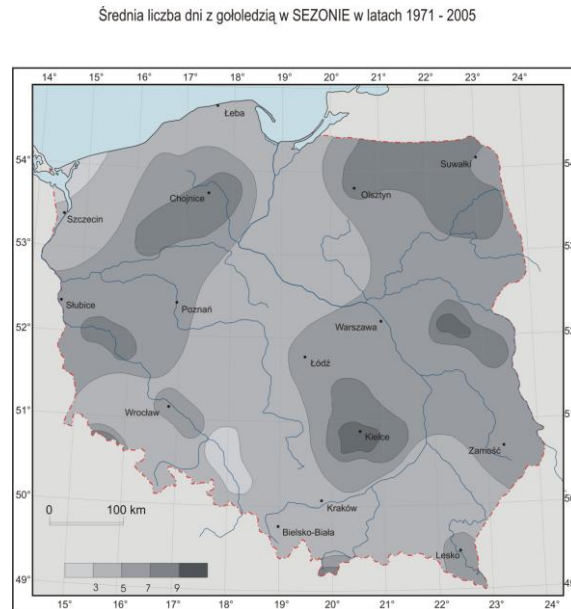 Średnia liczba dni z gołoledzią w SEZONIE w latach 1971 - 2005
14° 15° 16° 17° 18° 19° 20° 21° 22° 23° 24°
Łeba
54°
Suwałki
Chojnice
Olsztyn
Szczecin
53°
Słubice
Poznań
52°
Warszawa
Łódź
Wrocław
51°
Kielce
Zamość
50°
0 100 km
Kraków
Bielsko-Biała
Lesko
3 5 7 9
49°
15° 16° 17° 18° 19° 20° 21° 22° 23°